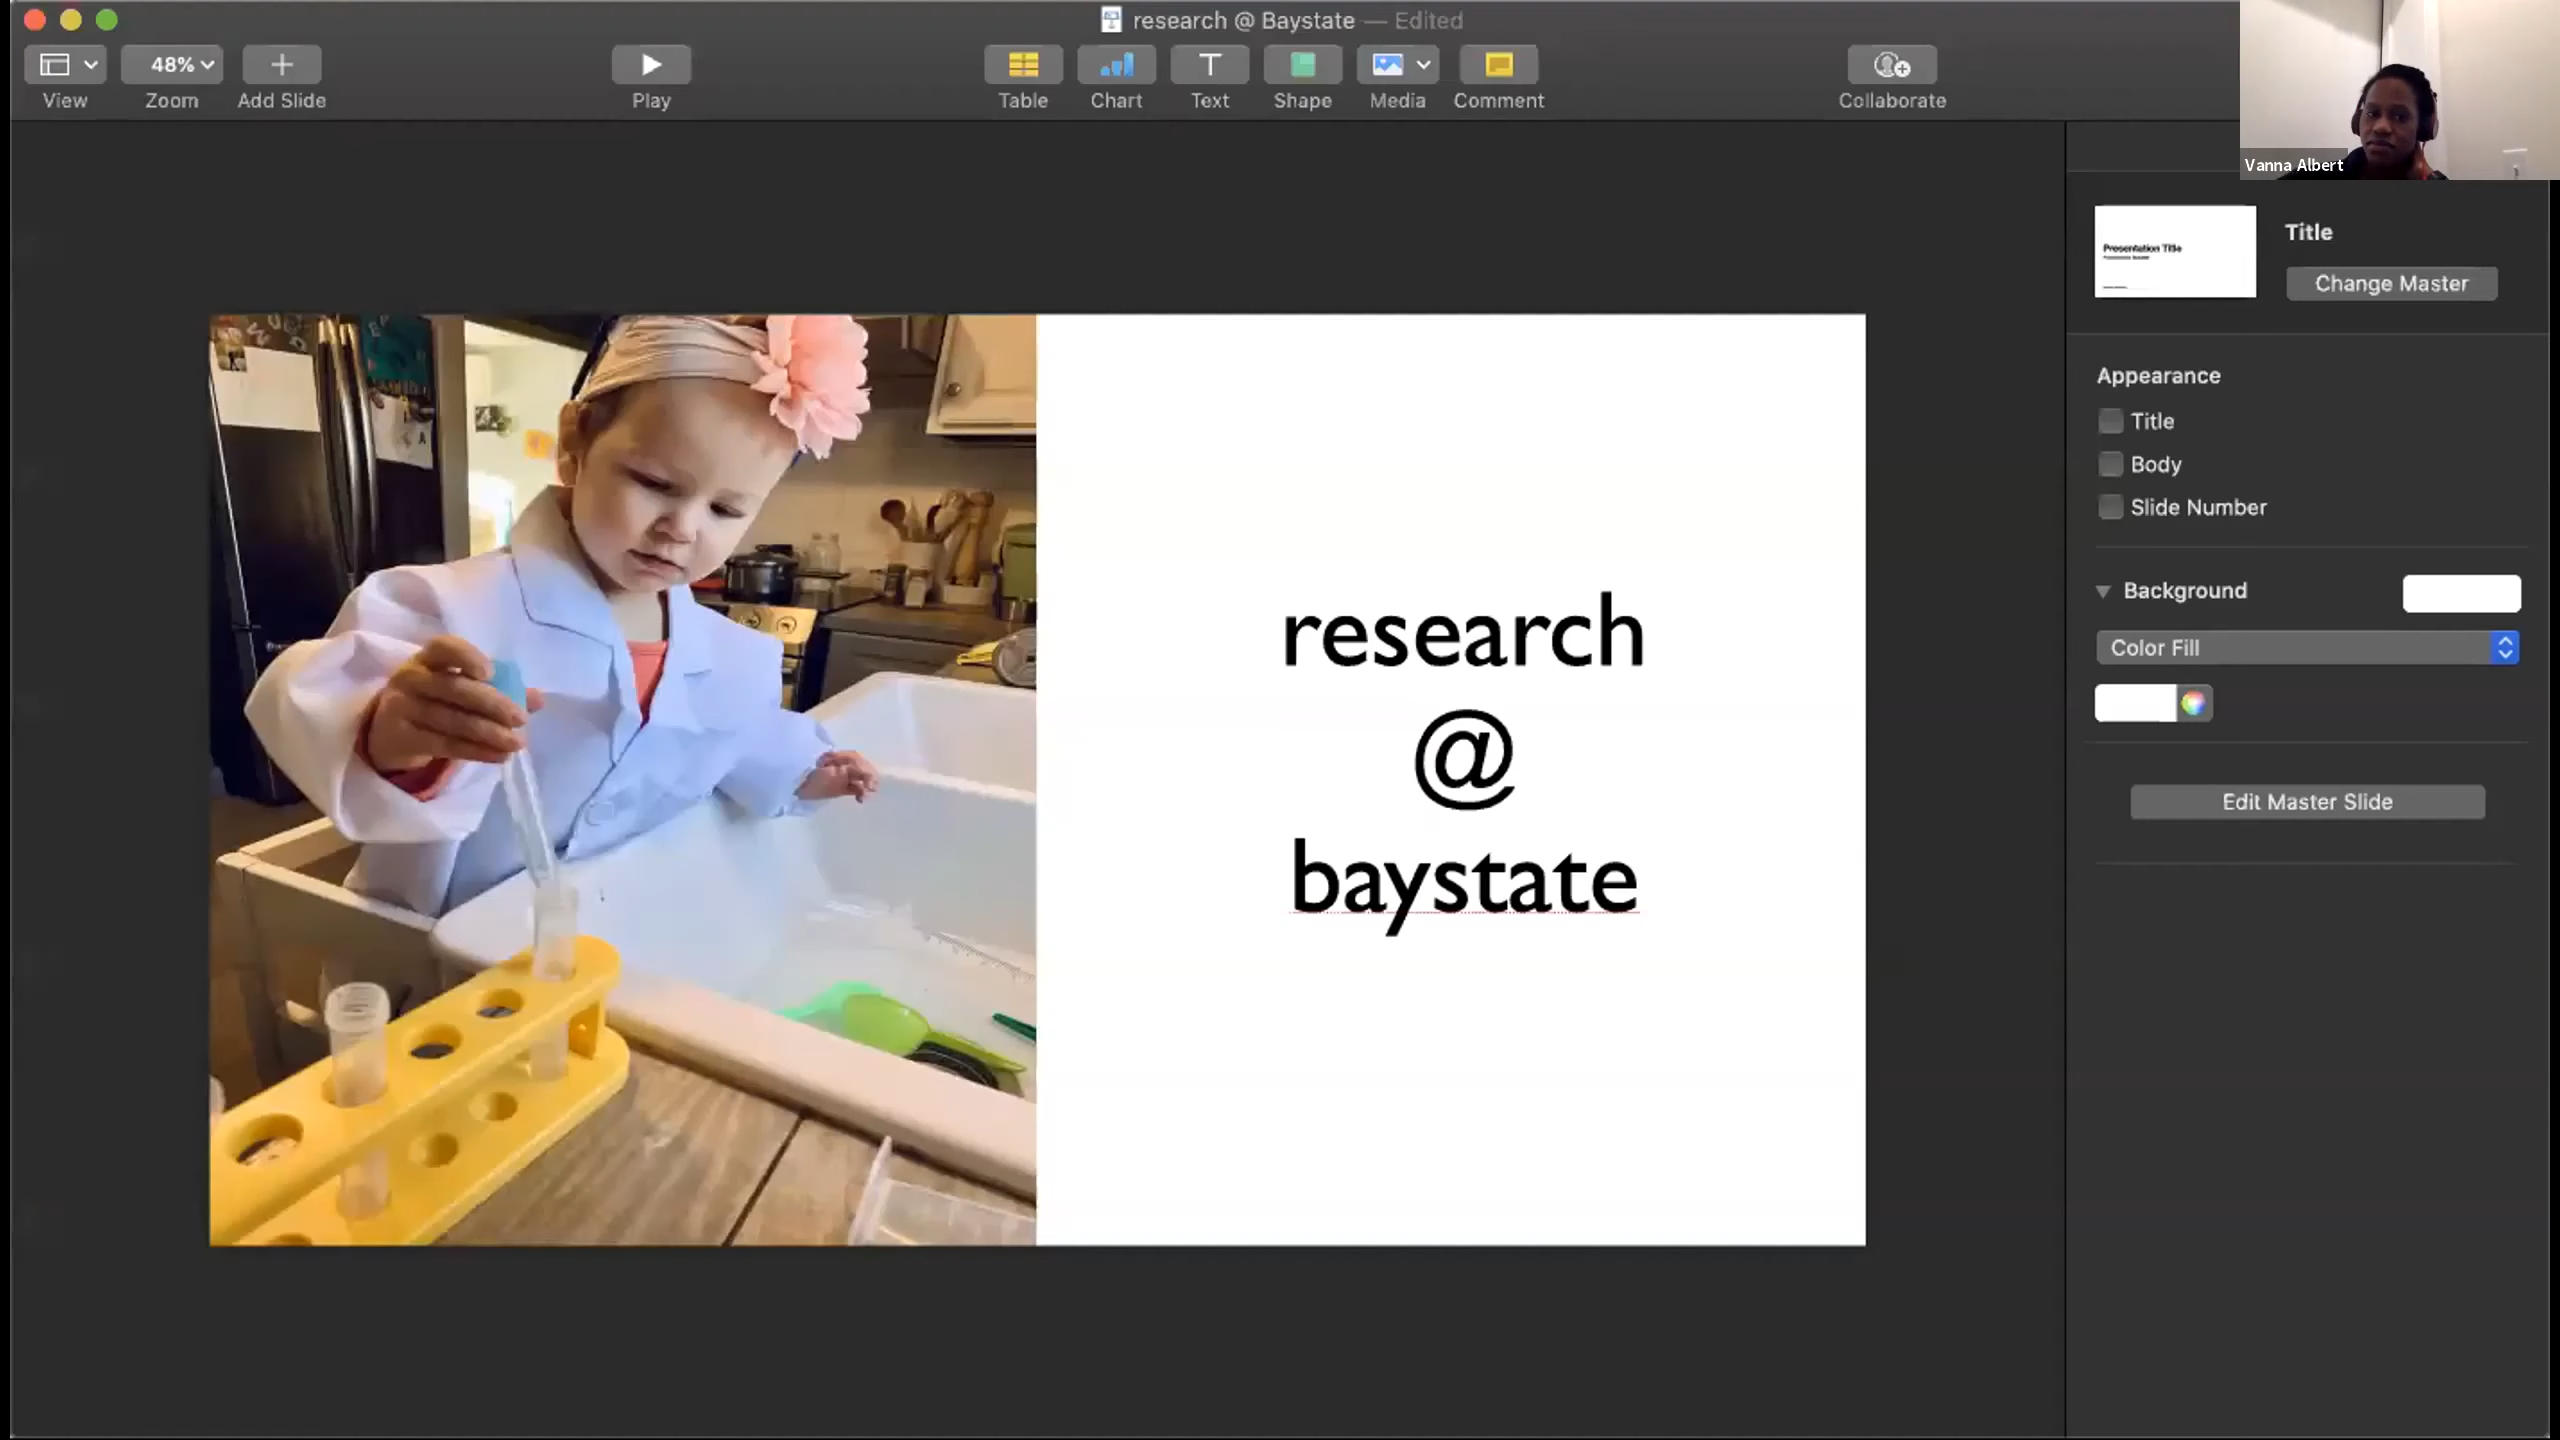 research @ Baystate — Edited
48%
View
Zoom
Add Slide
Play
Table
Chart
Text
Shape
Media
Comment
Collaborate
Vanna Albert
Presentation Title
Title
Change Master
Appearance
Title
Body
Slide Number
Background
Color Fill
Edit Master Slide
research
@
baystate